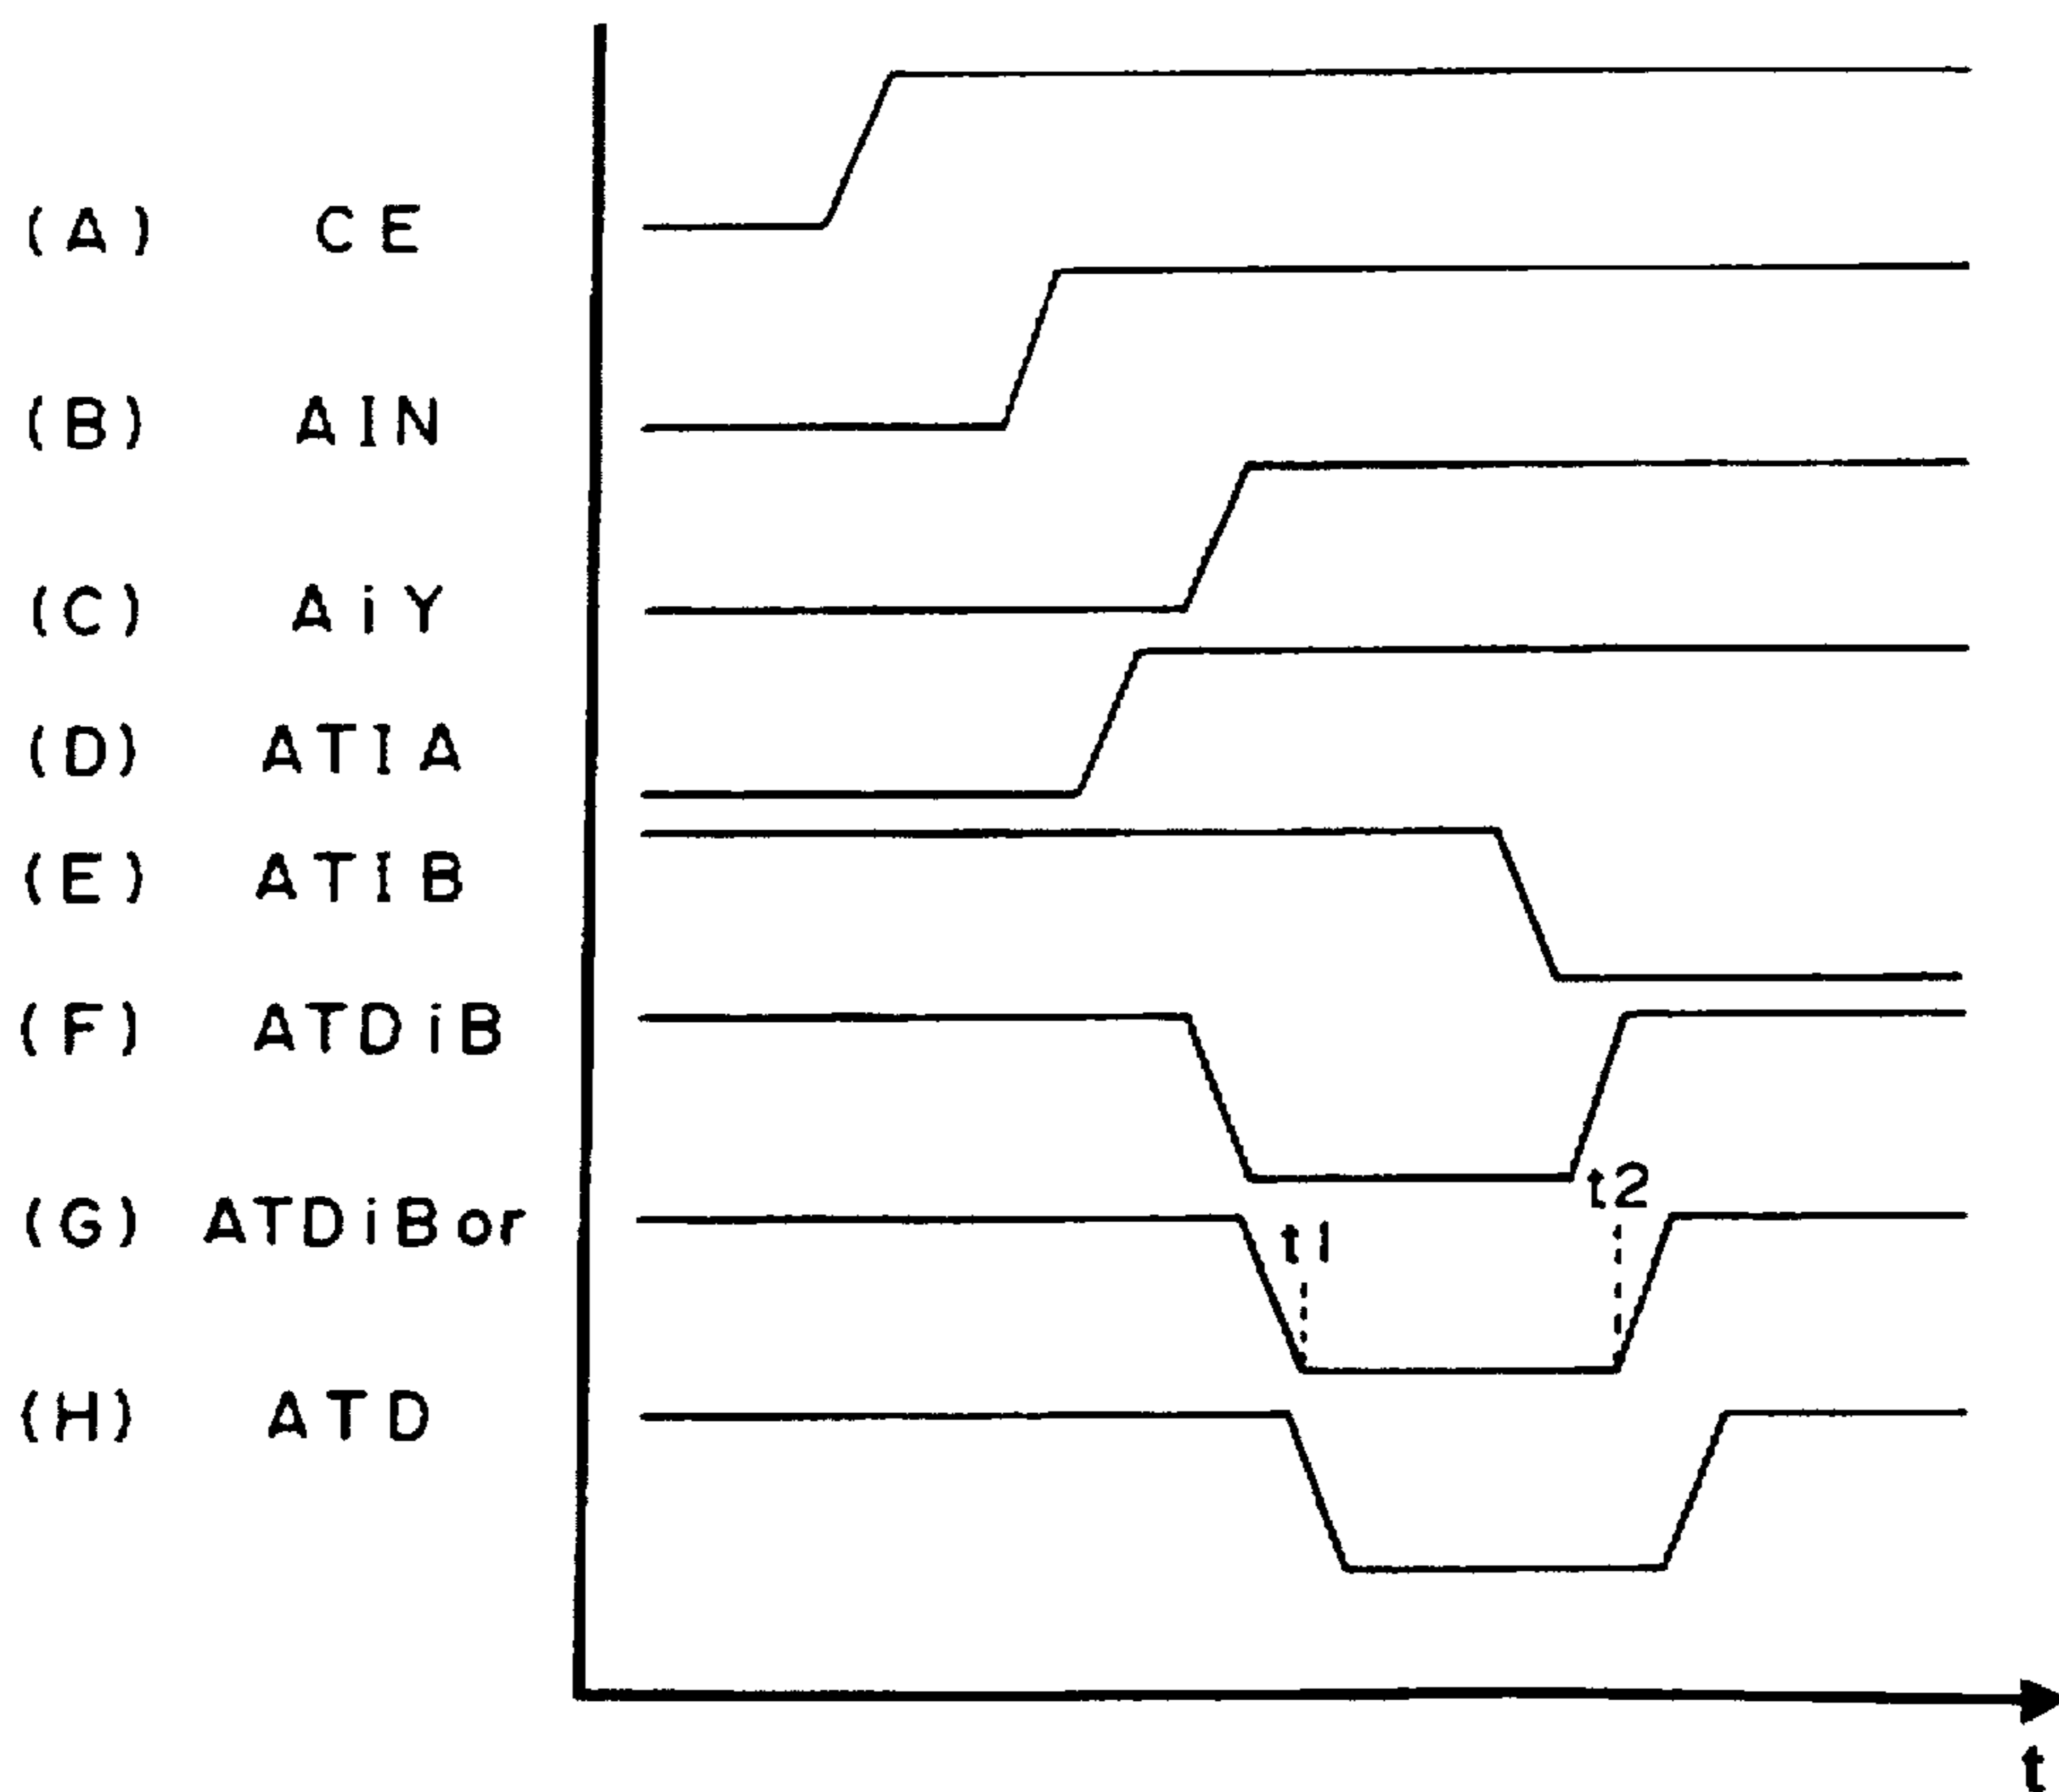 (A) CE
(B) AIN
(C) AiY
(D) ATIA
(E) ATIB
(F) ATDiB
t2
(G) ATDiBor
t1
(H) ATD
t